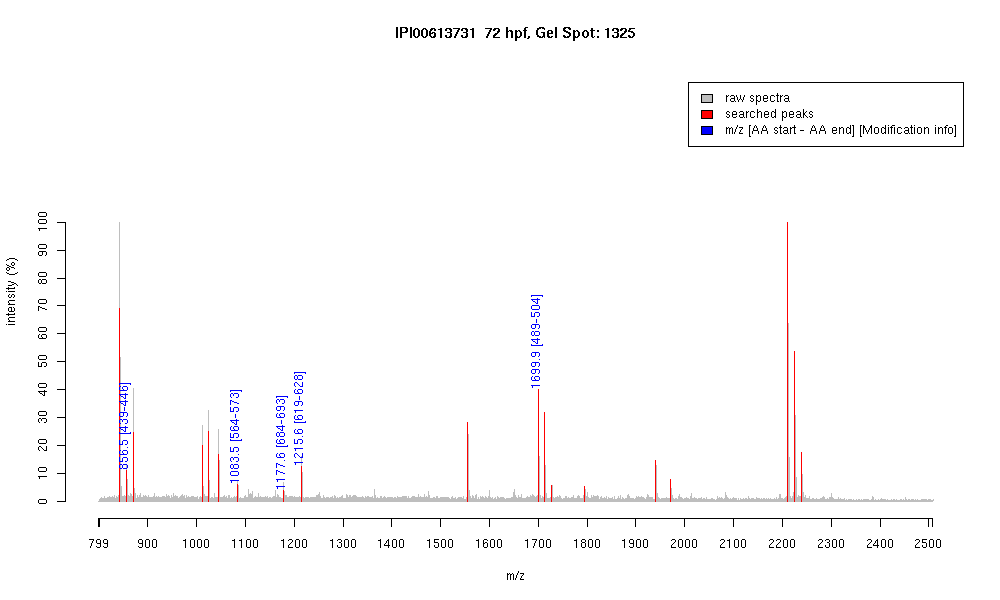 IPI00613731 72 hpf, Gel Spot: 1325
raw spectra
searched peaks
m/z [AA start - AA end] [Modification info]
intensity (%)
100
90
80
70
60
50
40
30
20
10
0
856.5 [439-446]
1083.5 [564-573]
1177.6 [684-693]
1215.6 [619-628]
1699.9 [489-504]
799 900 1000 1100 1200 1300 1400 1500 1600 1700 1800 1900 2000 2100 2200 2300 2400 2500
m/z